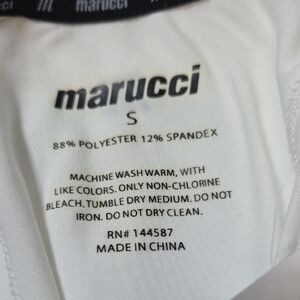 m marucci
marucci
S
88% POLYESTER 12% SPANDEX
MACHINE WASH WARM, WITH
LIKE COLORS. ONLY NON-CHLORINE
BLEACH. TUMBLE DRY MEDIUM. DO NOT
IRON. DO NOT DRY CLEAN.
RN# 144587
MADE IN CHINA